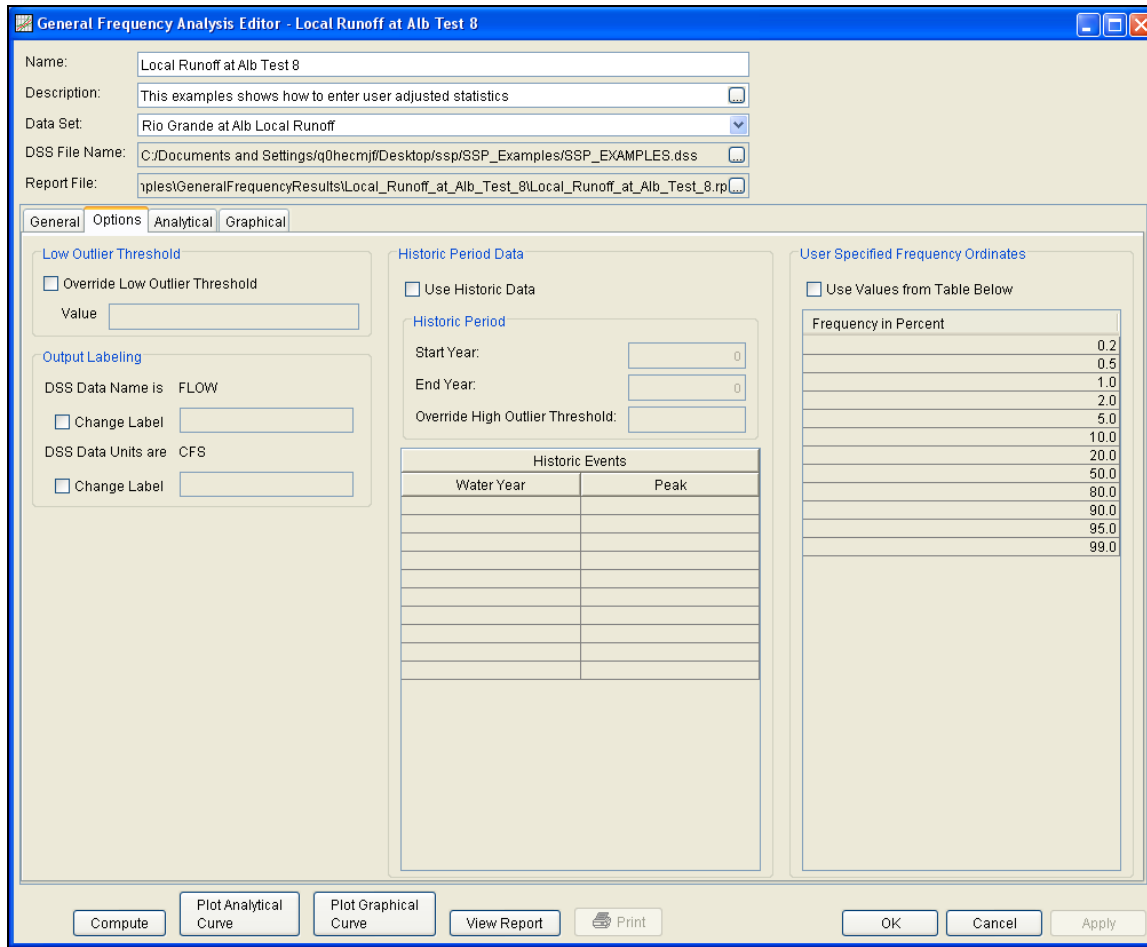 General Frequency Analysis Editor - Local Runoff at Alb Test 8
Name: Local Runoff at Alb Test 8
Description: This examples shows how to enter user adjusted statistics ...
Data Set: Rio Grande at Alb Local Runoff
DSS File Name: C:/Documents and Settings/q0hecmjf/Desktop/ssp/SSP_Examples/SSP_EXAMPLES.dss ...
Report File: nples\GeneralFrequencyResults\Local_Runoff_at_Alb_Test_8\Local_Runoff_at_Alb_Test_8.rp ...
General Options Analytical Graphical
Low Outlier Threshold
Override Low Outlier Threshold
Value
Output Labeling
DSS Data Name is FLOW
Change Label
DSS Data Units are CFS
Change Label
Historic Period Data
Use Historic Data
Historic Period
Start Year: 0
End Year: 0
Override High Outlier Threshold:
Historic Events
Water Year Peak
User Specified Frequency Ordinates
Use Values from Table Below
Frequency in Percent
0.2
0.5
1.0
2.0
5.0
10.0
20.0
50.0
80.0
90.0
95.0
99.0
Compute
Plot Analytical
Curve
Plot Graphical
Curve
View Report
Print
OK
Cancel
Apply